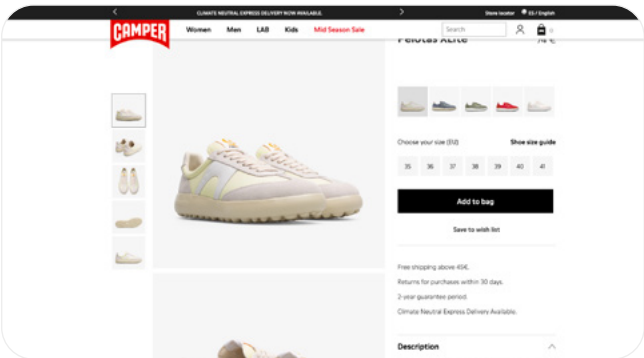 CLIMATE NEUTRAL EXPRESS DELIVERY NOW AVAILABLE.
Store locator
ES / English
CAMPER
Women
Men
LAB
Kids
Mid Season Sale
Search
0
Pelotas XLite
Choose your size (EU)
Shoe size guide
35 36 37 38 39 40 41
Add to bag
Save to wish list
Free shipping above 45€.
Returns for purchases within 30 days.
2-year guarantee period.
Climate Neutral Express Delivery Available.
Description